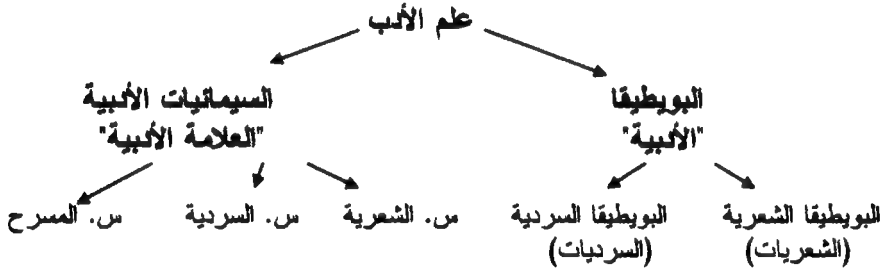 علم الأدب
البويطيقا
"الأدبية"
السيميائيات الأدبية
"العلامة الأدبية"
البويطيقا الشعرية
(الشعريات)
البويطيقا السردية
(السرديات)
س. الشعرية
س. السردية
س. المسرح